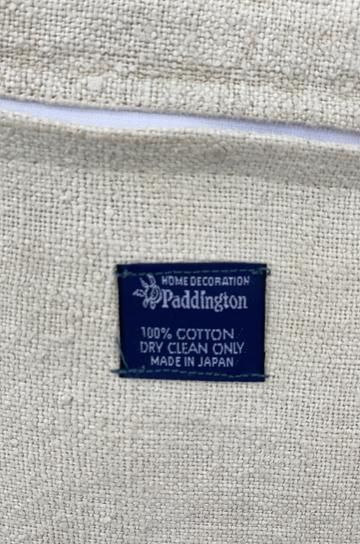 HOME DECORATION
Paddington
100% COTTON
DRY CLEAN ONLY
MADE IN JAPAN